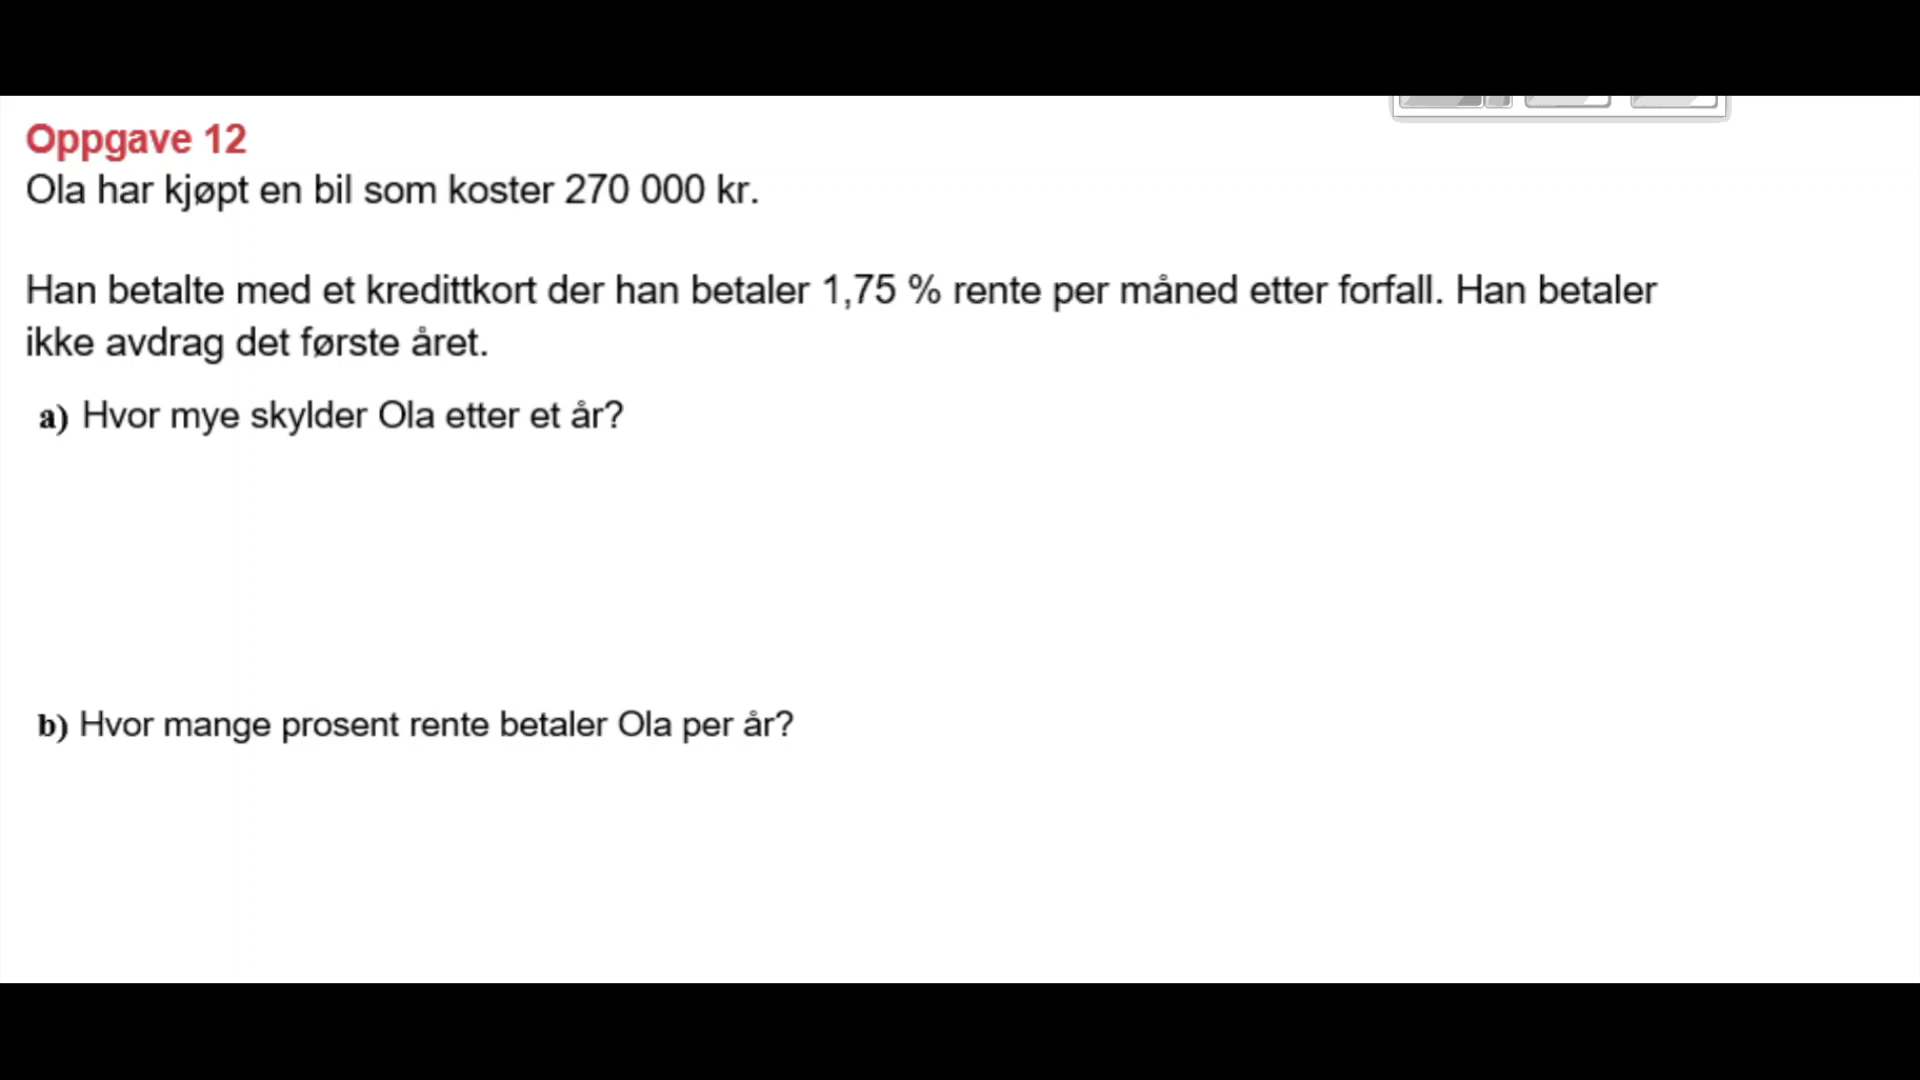 Oppgave 12
Ola har kjøpt en bil som koster 270 000 kr.
Han betalte med et kredittkort der han betaler 1,75 % rente per måned etter forfall. Han betaler
ikke avdrag det første året.
a) Hvor mye skylder Ola etter et år?
b) Hvor mange prosent rente betaler Ola per år?